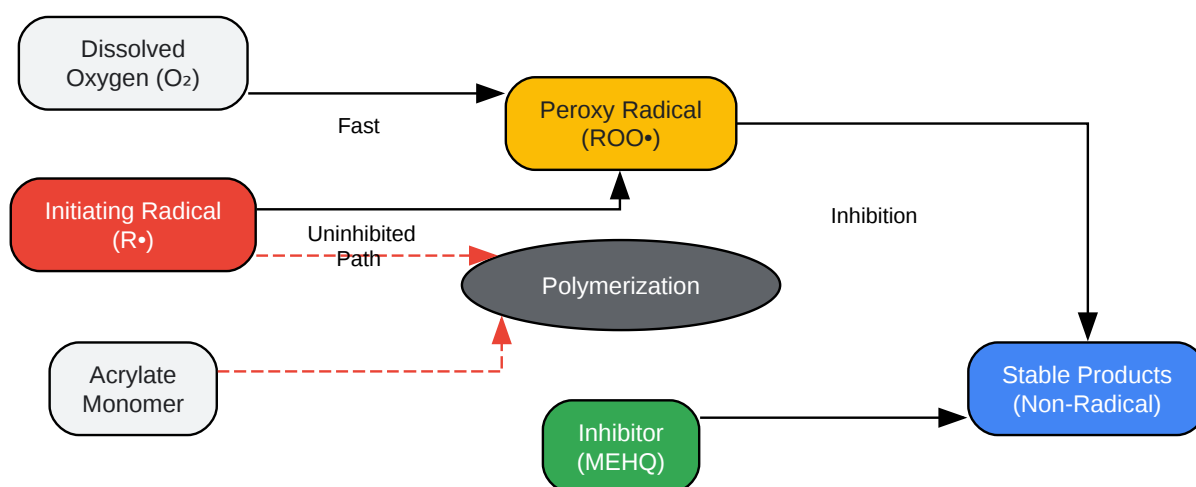 Dissolved
Oxygen (O₂)
Fast
Peroxy Radical
(ROO•)
Initiating Radical
(R•)
Uninhibited
Path
Inhibition
Polymerization
Acrylate
Monomer
Stable Products
(Non-Radical)
Inhibitor
(MEHQ)